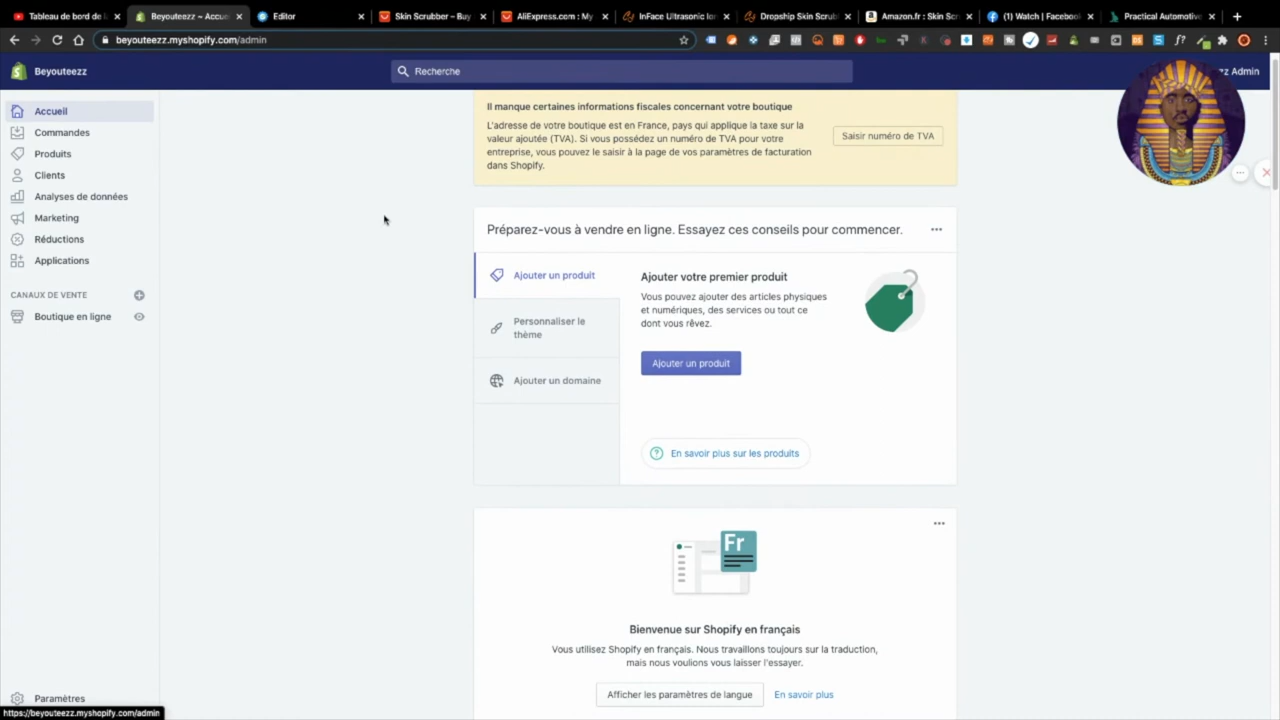 Tableau de bord de l
Beyouteezz ~ Accue
Editor
Skin Scrubber – Buy
AliExpress.com : My
InFace Ultrasonic Ion
Dropship Skin Scrub
Amazon.fr : Skin Scr
(1) Watch | Facebook
Practical Automotive
beyouteezz.myshopify.com/admin
Beyouteezz
Recherche
zz Admin
Accueil
Commandes
Produits
Clients
Analyses de données
Marketing
Réductions
Applications
CANAUX DE VENTE
Boutique en ligne
Il manque certaines informations fiscales concernant votre boutique
L'adresse de votre boutique est en France, pays qui applique la taxe sur la
valeur ajoutée (TVA). Si vous possédez un numéro de TVA pour votre
entreprise, vous pouvez le saisir à la page de vos paramètres de facturation
dans Shopify.
Saisir numéro de TVA
Préparez-vous à vendre en ligne. Essayez ces conseils pour commencer.
Ajouter un produit
Personnaliser le
thème
Ajouter un domaine
Ajouter votre premier produit
Vous pouvez ajouter des articles physiques
et numériques, des services ou tout ce
dont vous rêvez.
Ajouter un produit
En savoir plus sur les produits
Fr
Bienvenue sur Shopify en français
Vous utilisez Shopify en français. Nous travaillons toujours sur la traduction,
mais nous voulions vous laisser l'essayer.
Afficher les paramètres de langue
En savoir plus
Paramètres
https://beyouteezz.myshopify.com/admin